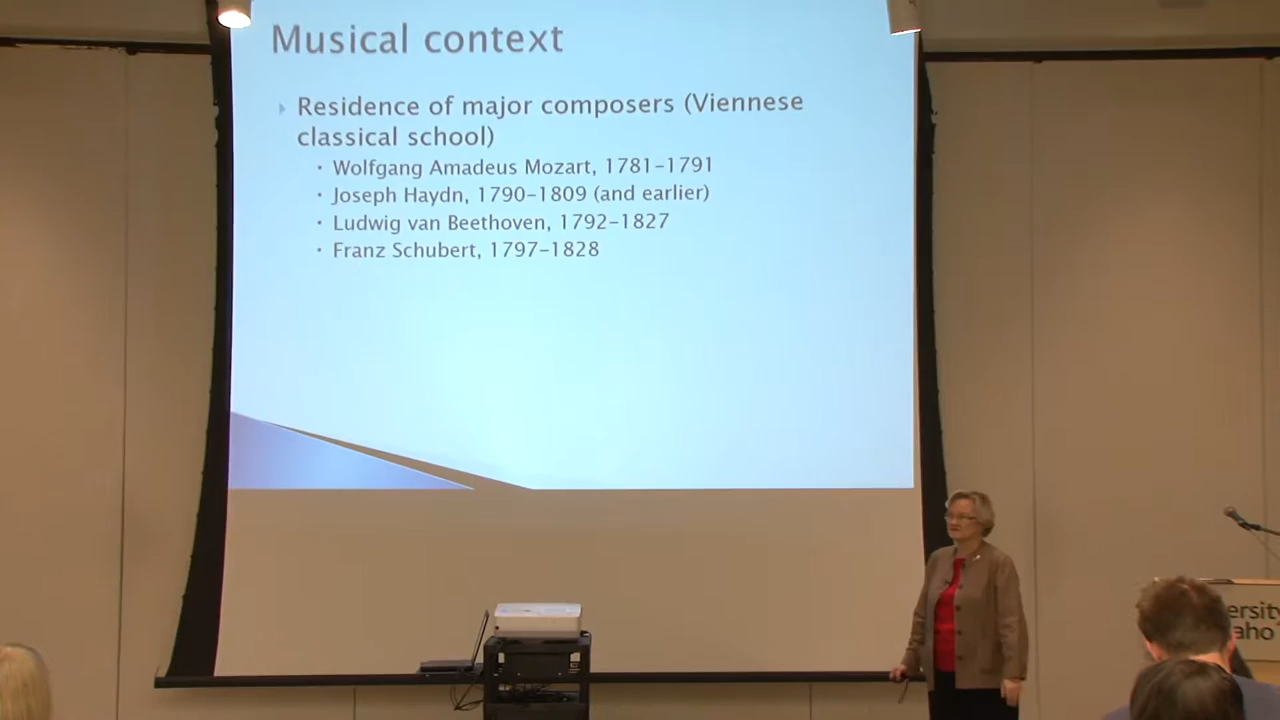 Musical context
Residence of major composers (Viennese
classical school)
Wolfgang Amadeus Mozart, 1781-1791
Joseph Haydn, 1790-1809 (and earlier)
Ludwig van Beethoven, 1792-1827
Franz Schubert, 1797-1828
ersity
aho